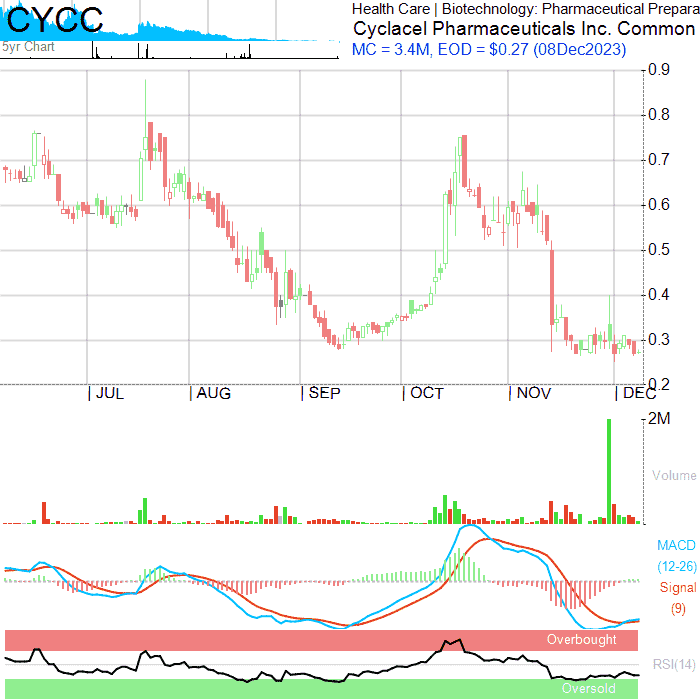 CYCC
Health Care | Biotechnology: Pharmaceutical Prepara
Cyclacel Pharmaceuticals Inc. Common
5yr Chart
MC = 3.4M, EOD = $0.27 (08Dec2023)
0.9
0.8
0.7
0.6
0.5
0.4
0.3
0.2
JUL AUG SEP OCT NOV DEC
2M
Volume
MACD
(12-26)
Signal
(9)
Overbought
RSI(14)
Oversold